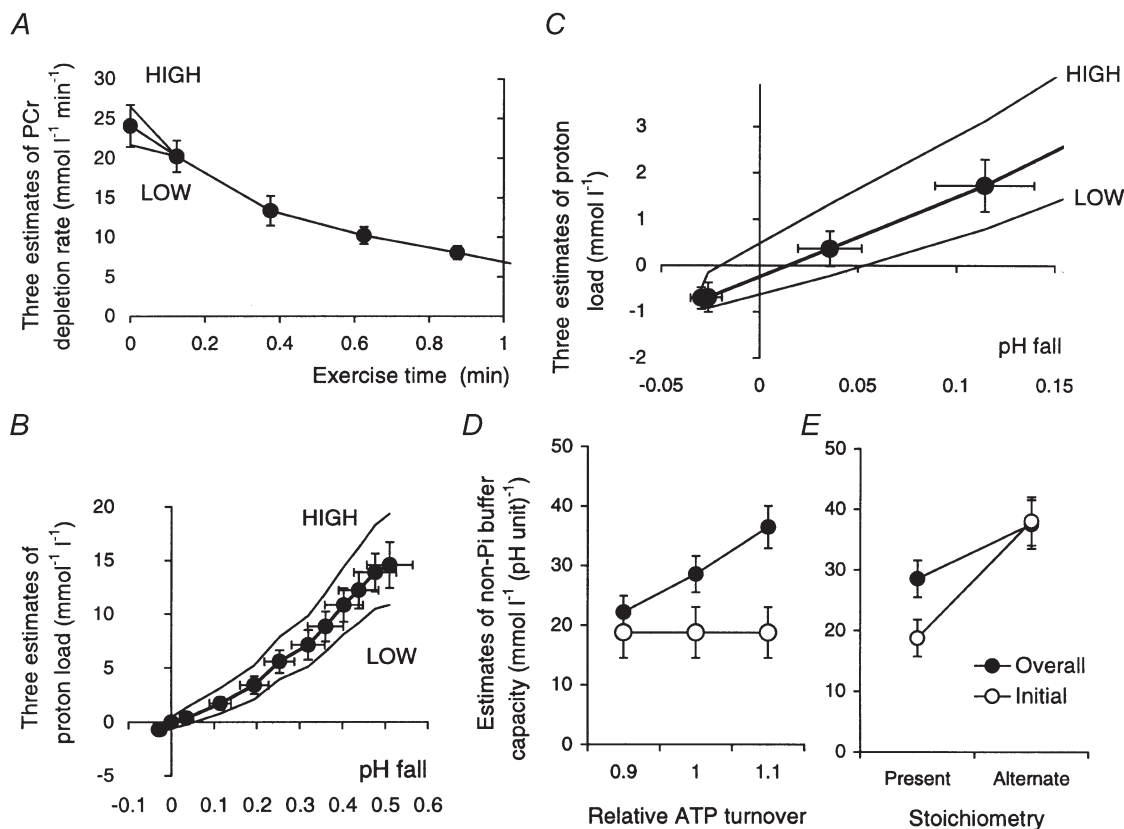 A
HIGH
LOW
Three estimates of PCr
depletion rate (mmol l⁻¹ min⁻¹)
30
25
20
15
10
5
0
0 0.2 0.4 0.6 0.8 1
Exercise time (min)
C
HIGH
LOW
Three estimates of proton
load (mmol l⁻¹)
3
2
1
0
-1
-2
pH fall
-0.05 0 0.05 0.1 0.15
B
HIGH
LOW
Three estimates of
proton load (mmol⁻¹ l⁻¹)
20
15
10
5
0
-5
pH fall
-0.1 0 0.1 0.2 0.3 0.4 0.5 0.6
D
Estimates of non-Pi buffer
capacity (mmol l⁻¹ (pH unit)⁻¹)
50
40
30
20
10
0
0.9 1 1.1
Relative ATP turnover
E
50
40
30
20
10
0
Overall
Initial
Present Alternate
Stoichiometry